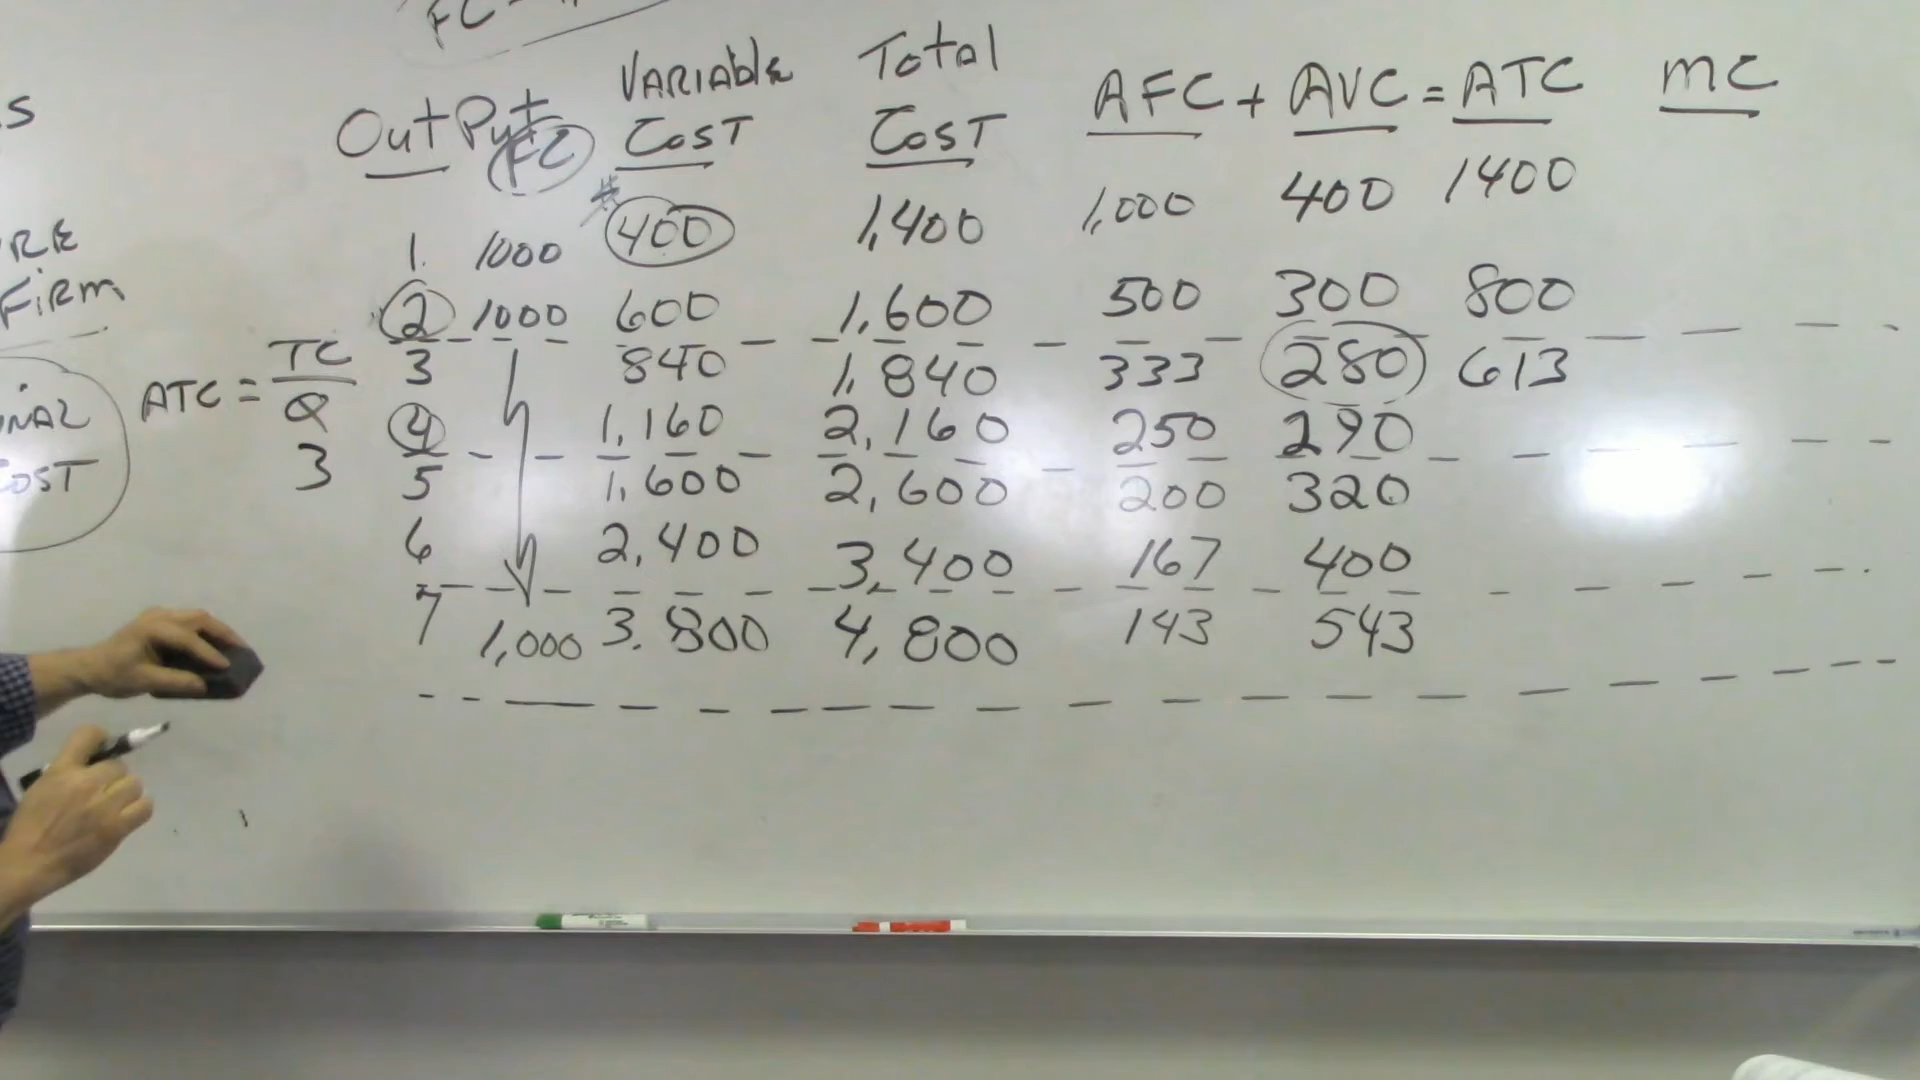 FC
OutPut FC VARIABLE COST Total COST AFC + AVC = ATC MC
1. 1000 400 1,400 1,000 400 1400
2 1000 600 1,600 500 300 800
3 840 1,840 333 280 613
4 1,160 2,160 250 290
5 1,600 2,600 200 320
6 2,400 3,400 167 400
7 1,000 3.800 4,800 143 543
ATC = TC
Q
3
FiRM
COST